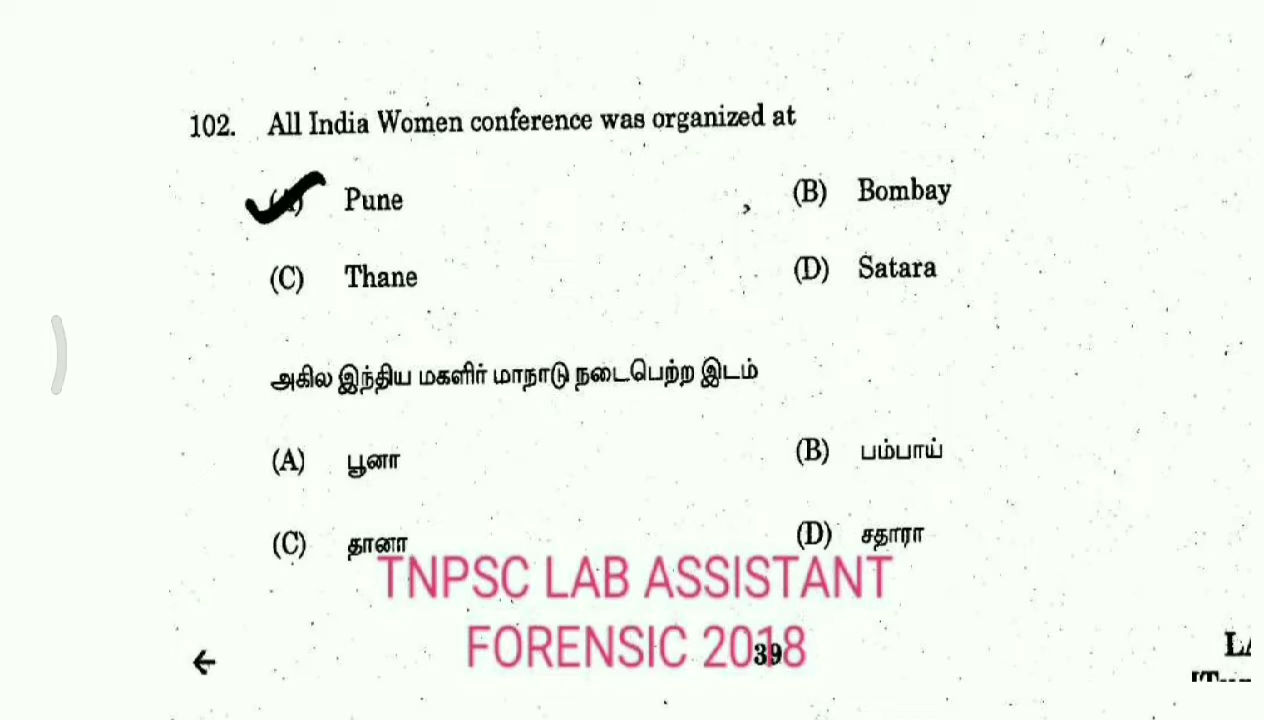 102. All India Women conference was organized at
Pune (B) Bombay
(C) Thane (D) Satara
அகில இந்திய மகளிர் மாநாடு நடைபெற்ற இடம்
(A) பூனா (B) பம்பாய்
(C) தானா (D) சதாரா
TNPSC LAB ASSISTANT
FORENSIC 2018
39